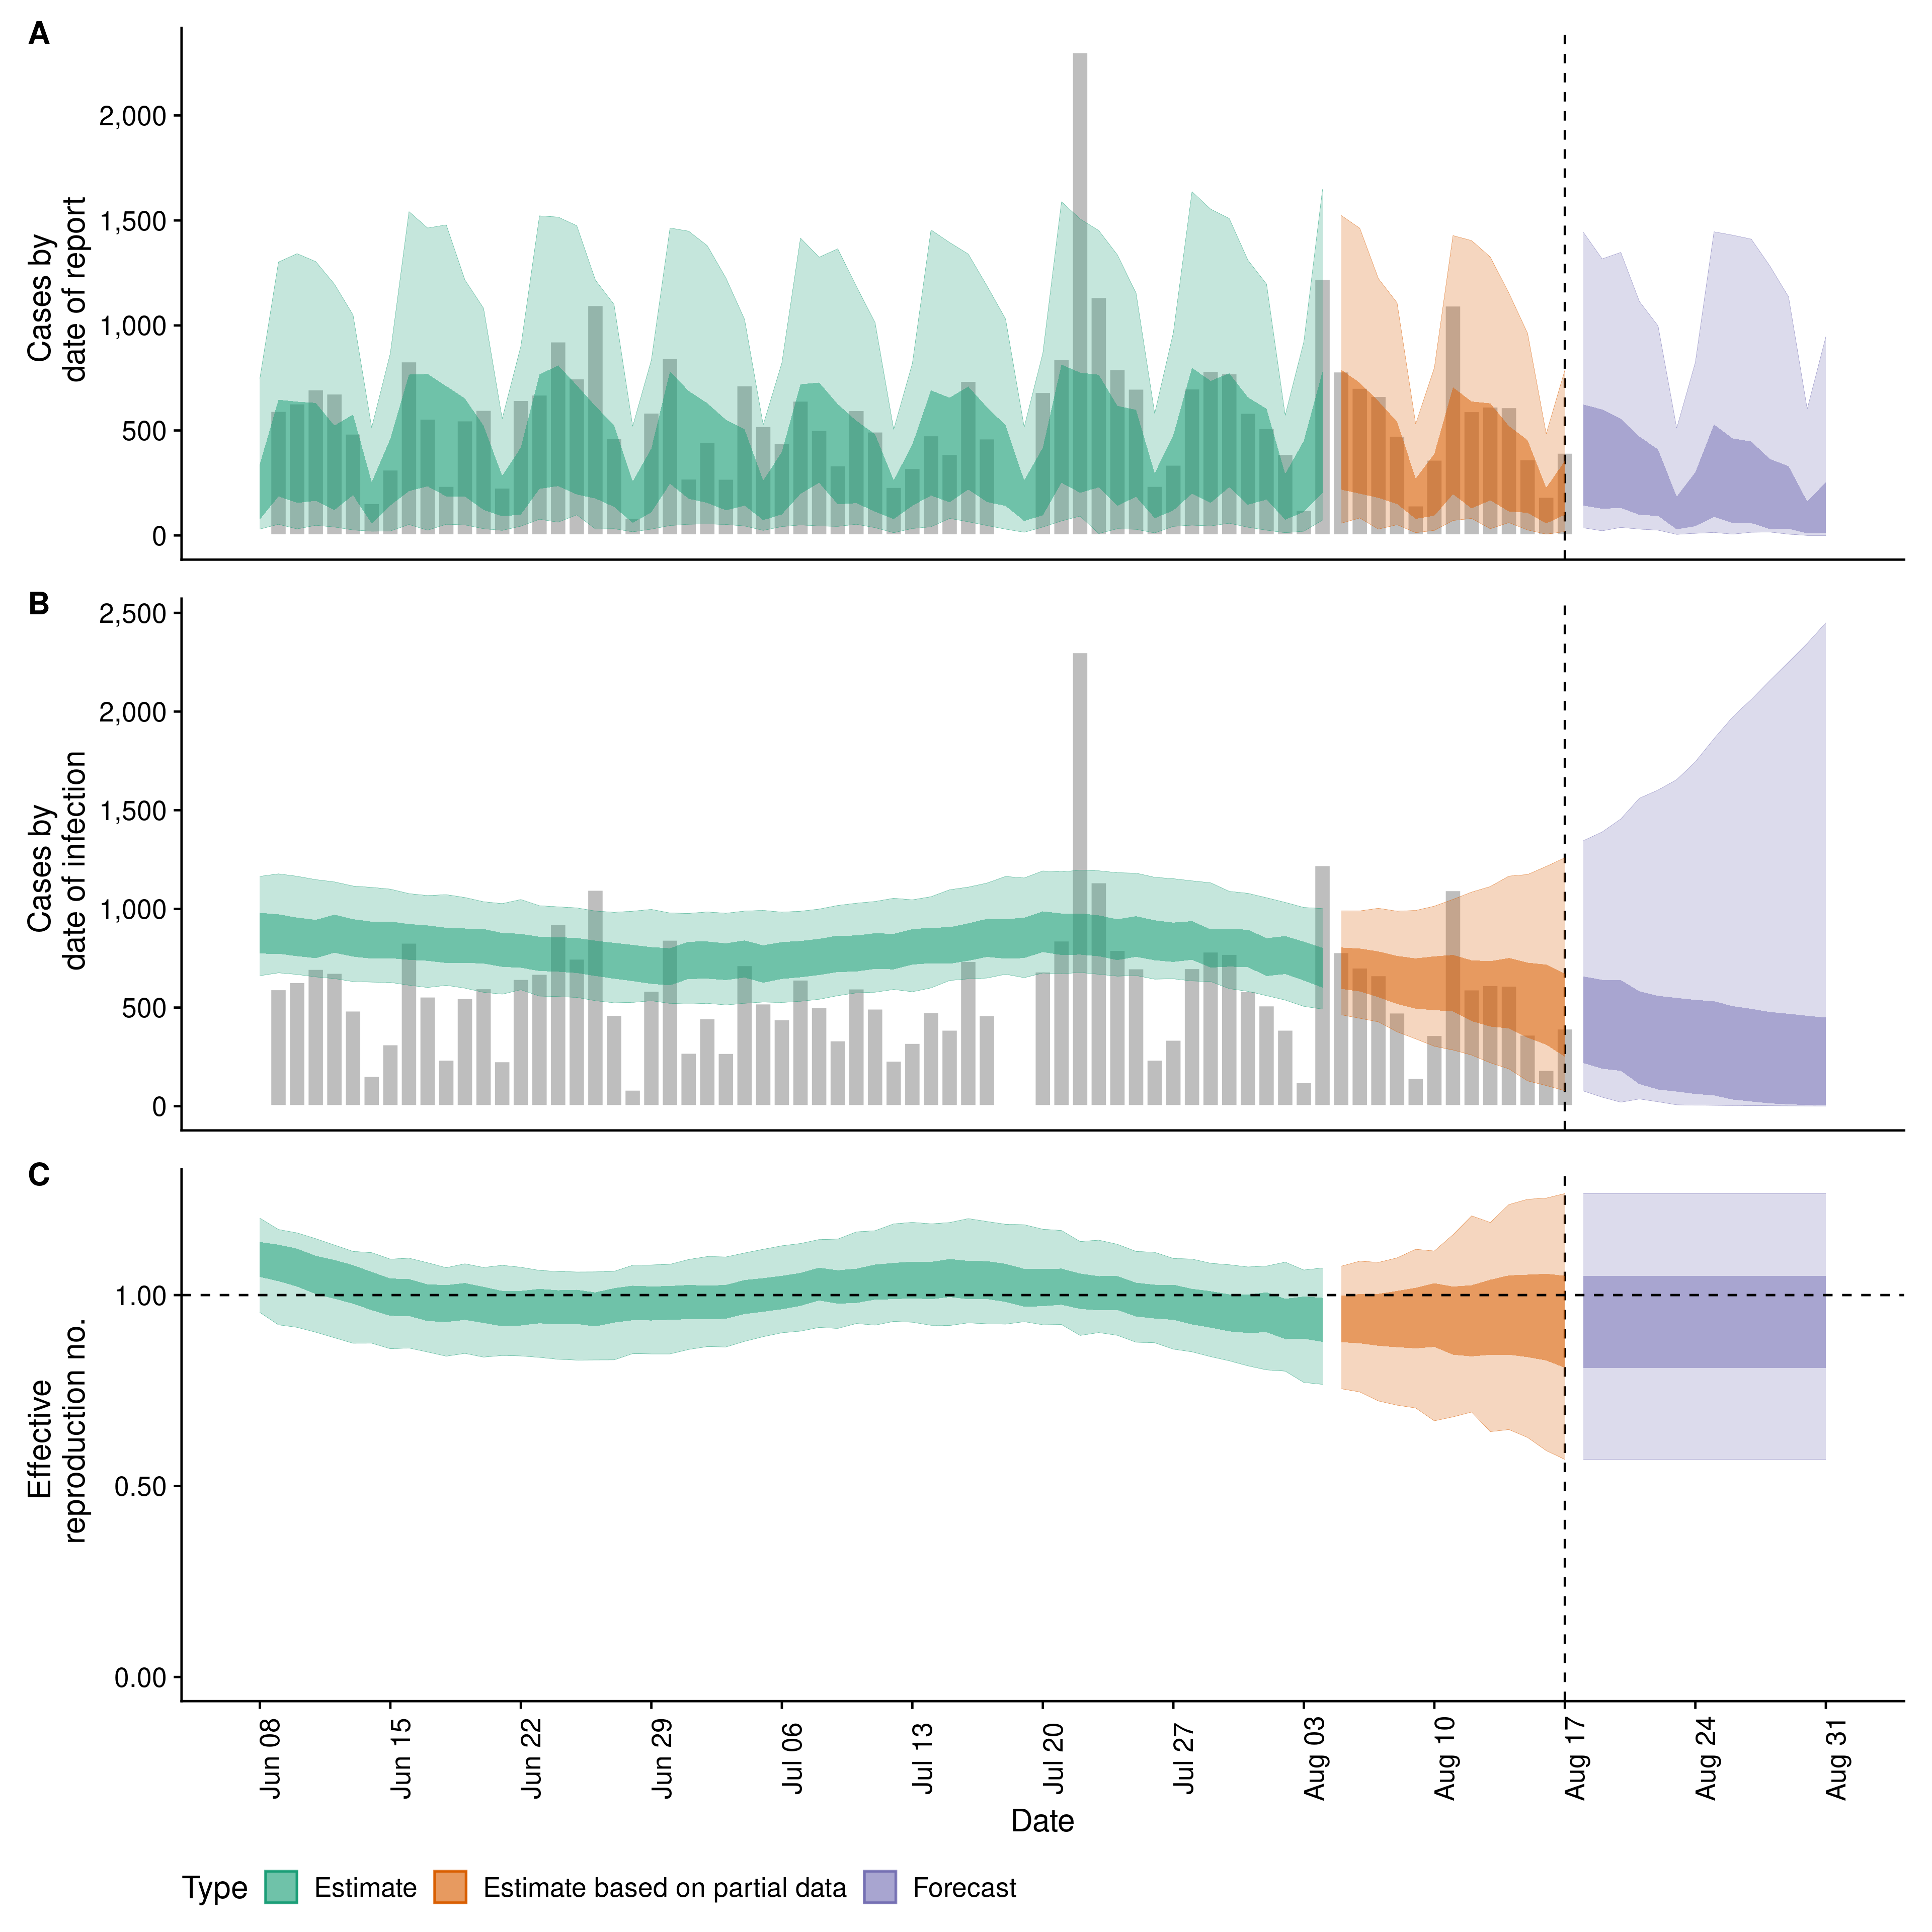 A
2,000
1,500
1,000
500
0
Cases by
date of report
B
2,500
2,000
1,500
1,000
500
0
Cases by
date of infection
C
1.00
0.50
0.00
Effective
reproduction no.
Jun 08
Jun 15
Jun 22
Jun 29
Jul 06
Jul 13
Jul 20
Jul 27
Aug 03
Aug 10
Aug 17
Aug 24
Aug 31
Date
Type Estimate Estimate based on partial data Forecast